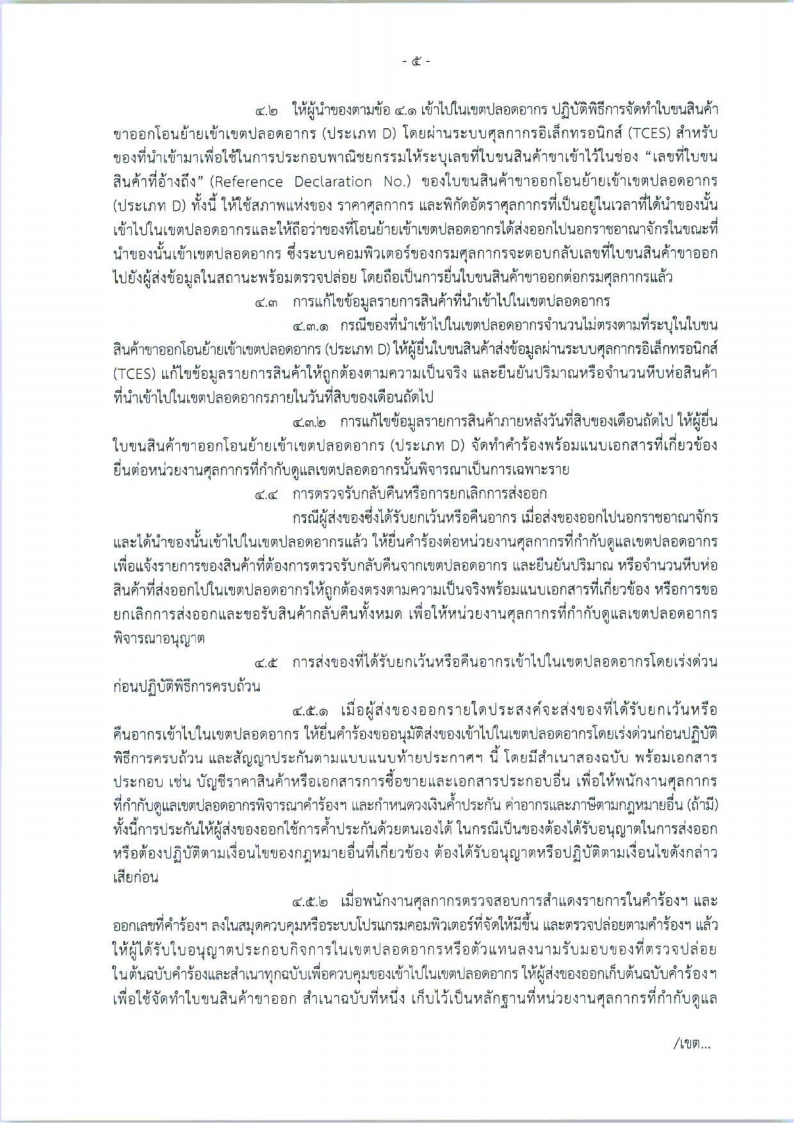 - ๕ -
๔.๒ ให้ผู้นำของตามข้อ ๔.๑ เข้าไปในเขตปลอดอากร ปฏิบัติพิธีการจัดทำใบขนสินค้า
ขาออกโอนย้ายเข้าเขตปลอดอากร (ประเภท D) โดยผ่านระบบศุลกากรอิเล็กทรอนิกส์ (TCES) สำหรับ
ของที่นำเข้ามาเพื่อใช้ในการประกอบพาณิชยกรรมให้ระบุเลขที่ใบขนสินค้าขาเข้าไว้ในช่อง “เลขที่ใบขน
สินค้าที่อ้างถึง” (Reference Declaration No.) ของใบขนสินค้าขาออกโอนย้ายเข้าเขตปลอดอากร
(ประเภท D) ทั้งนี้ ให้ใช้สภาพแห่งของ ราคาศุลกากร และพิกัดอัตราศุลกากรที่เป็นอยู่ในเวลาที่ได้นำของนั้น
เข้าไปในเขตปลอดอากรและให้ถือว่าของที่โอนย้ายเข้าเขตปลอดอากรได้ส่งออกไปนอกราชอาณาจักรในขณะที่
นำของนั้นเข้าเขตปลอดอากร ซึ่งระบบคอมพิวเตอร์ของกรมศุลกากรจะตอบกลับเลขที่ใบขนสินค้าขาออก
ไปยังผู้ส่งข้อมูลในสถานะพร้อมตรวจปล่อย โดยถือเป็นการยื่นใบขนสินค้าขาออกต่อกรมศุลกากรแล้ว
๔.๓ การแก้ไขข้อมูลรายการสินค้าที่นำเข้าไปในเขตปลอดอากร
๔.๓.๑ กรณีของที่นำเข้าไปในเขตปลอดอากรจำนวนไม่ตรงตามที่ระบุในใบขน
สินค้าขาออกโอนย้ายเข้าเขตปลอดอากร (ประเภท D) ให้ผู้ยื่นใบขนสินค้าส่งข้อมูลผ่านระบบศุลกากรอิเล็กทรอนิกส์
(TCES) แก้ไขข้อมูลรายการสินค้าให้ถูกต้องตามความเป็นจริง และยืนยันปริมาณหรือจำนวนหีบห่อสินค้า
ที่นำเข้าไปในเขตปลอดอากรภายในวันที่สิบของเดือนถัดไป
๔.๓.๒ การแก้ไขข้อมูลรายการสินค้าภายหลังวันที่สิบของเดือนถัดไป ให้ผู้ยื่น
ใบขนสินค้าขาออกโอนย้ายเข้าเขตปลอดอากร (ประเภท D) จัดทำคำร้องพร้อมแนบเอกสารที่เกี่ยวข้อง
ยื่นต่อหน่วยงานศุลกากรที่กำกับดูแลเขตปลอดอากรนั้นพิจารณาเป็นการเฉพาะราย
๔.๔ การตรวจรับกลับคืนหรือการยกเลิกการส่งออก
กรณีผู้ส่งของซึ่งได้รับยกเว้นหรือคืนอากร เมื่อส่งของออกไปนอกราชอาณาจักร
และได้นำของนั้นเข้าไปในเขตปลอดอากรแล้ว ให้ยื่นคำร้องต่อหน่วยงานศุลกากรที่กำกับดูแลเขตปลอดอากร
เพื่อแจ้งรายการของสินค้าที่ต้องการตรวจรับกลับคืนจากเขตปลอดอากร และยืนยันปริมาณ หรือจำนวนหีบห่อ
สินค้าที่ส่งออกไปในเขตปลอดอากรให้ถูกต้องตรงตามความเป็นจริงพร้อมแนบเอกสารที่เกี่ยวข้อง หรือการขอ
ยกเลิกการส่งออกและขอรับสินค้ากลับคืนทั้งหมด เพื่อให้หน่วยงานศุลกากรที่กำกับดูแลเขตปลอดอากร
พิจารณาอนุญาต
๔.๕ การส่งของที่ได้รับยกเว้นหรือคืนอากรเข้าไปในเขตปลอดอากรโดยเร่งด่วน
ก่อนปฏิบัติพิธีการครบถ้วน
๔.๕.๑ เมื่อผู้ส่งของออกรายใดประสงค์จะส่งของที่ได้รับยกเว้นหรือ
คืนอากรเข้าไปในเขตปลอดอากร ให้ยื่นคำร้องขออนุมัติส่งของเข้าไปในเขตปลอดอากรโดยเร่งด่วนก่อนปฏิบัติ
พิธีการครบถ้วน และสัญญาประกันตามแบบแนบท้ายประกาศฯ นี้ โดยมีสำเนาสองฉบับ พร้อมเอกสาร
ประกอบ เช่น บัญชีราคาสินค้าหรือเอกสารการซื้อขายและเอกสารประกอบอื่น เพื่อให้พนักงานศุลกากร
ที่กำกับดูแลเขตปลอดอากรพิจารณาคำร้องฯ และกำหนดวงเงินค้ำประกัน ค่าอากรและภาษีตามกฎหมายอื่น (ถ้ามี)
ทั้งนี้การประกันให้ผู้ส่งของออกใช้การค้ำประกันด้วยตนเองได้ ในกรณีเป็นของต้องได้รับอนุญาตในการส่งออก
หรือต้องปฏิบัติตามเงื่อนไขของกฎหมายอื่นที่เกี่ยวข้อง ต้องได้รับอนุญาตหรือปฏิบัติตามเงื่อนไขดังกล่าว
เสียก่อน
๔.๕.๒ เมื่อพนักงานศุลกากรตรวจสอบการสำแดงรายการในคำร้องฯ และ
ออกเลขที่คำร้องฯ ลงในสมุดควบคุมหรือระบบโปรแกรมคอมพิวเตอร์ที่จัดให้มีขึ้น และตรวจปล่อยตามคำร้องฯ แล้ว
ให้ผู้ได้รับใบอนุญาตประกอบกิจการในเขตปลอดอากรหรือตัวแทนลงนามรับมอบของที่ตรวจปล่อย
ในต้นฉบับคำร้องและสำเนาทุกฉบับเพื่อควบคุมของเข้าไปในเขตปลอดอากร ให้ผู้ส่งของออกเก็บต้นฉบับคำร้องฯ
เพื่อใช้จัดทำใบขนสินค้าขาออก สำเนาฉบับที่หนึ่ง เก็บไว้เป็นหลักฐานที่หน่วยงานศุลกากรที่กำกับดูแล
/เขต...